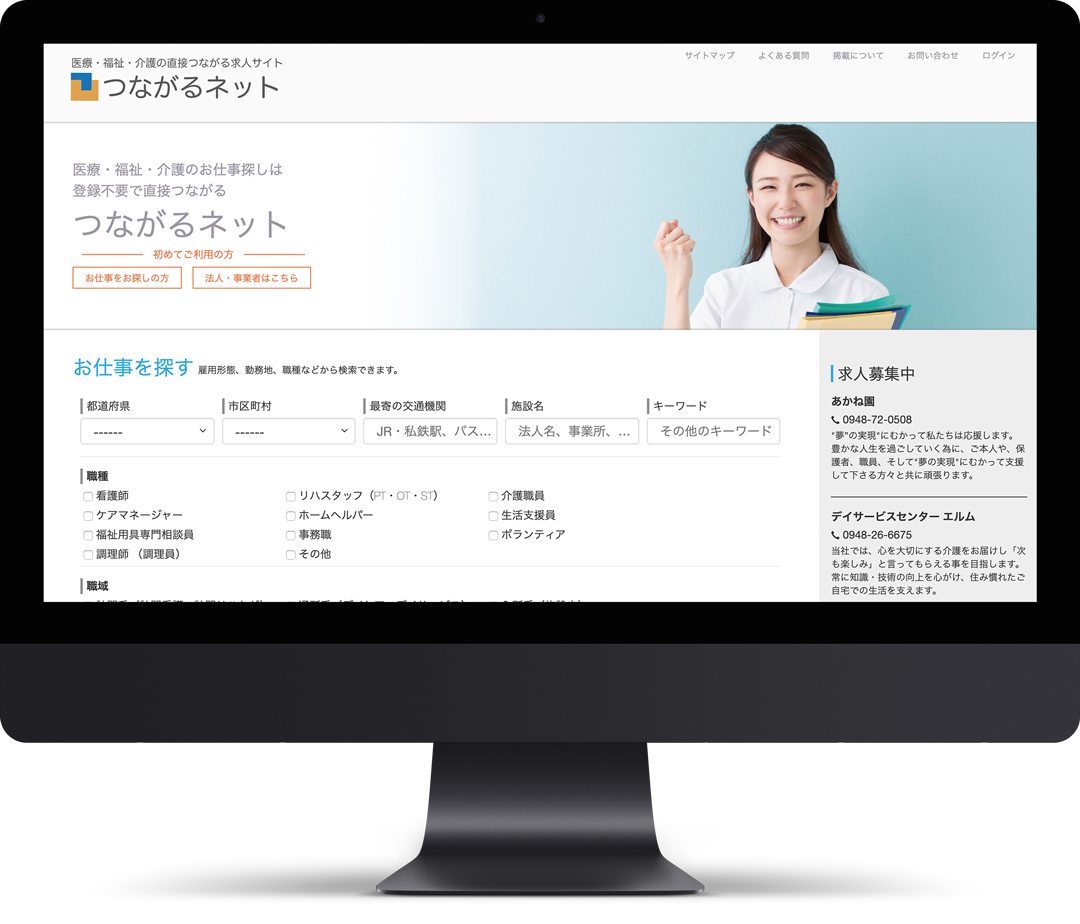 医療・福祉・介護の直接つながる求人サイト
つながるネット
サイトマップ よくある質問 掲載について お問い合わせ ログイン
医療・福祉・介護のお仕事探しは
登録不要で直接つながる
つながるネット
初めてご利用の方
お仕事をお探しの方 法人・事業者はこちら
お仕事を探す 雇用形態、勤務地、職種などから検索できます。
都道府県 市区町村 最寄の交通機関 施設名 キーワード
------ ------ JR・私鉄駅、バス... 法人名、事業所、... その他のキーワード
職種
看護師 リハスタッフ（PT・OT・ST） 介護職員
ケアマネージャー ホームヘルパー 生活支援員
福祉用具専門相談員 事務職 ボランティア
調理師 （調理員） その他
職域
求人募集中
あかね園
0948-72-0508
"夢"の実現"にむかって私たちは応援します。
豊かな人生を過ごしていく為に、ご本人や、保
護者、職員、そして"夢の実現"にむかって支援
して下さる方々と共に頑張ります。
デイサービスセンター エルム
0948-26-6675
当社では、心を大切にする介護をお届けし「次
も楽しみ」と言ってもらえる事を目指します。
常に知識・技術の向上を心がけ、住み慣れたご
自宅での生活を支えます。